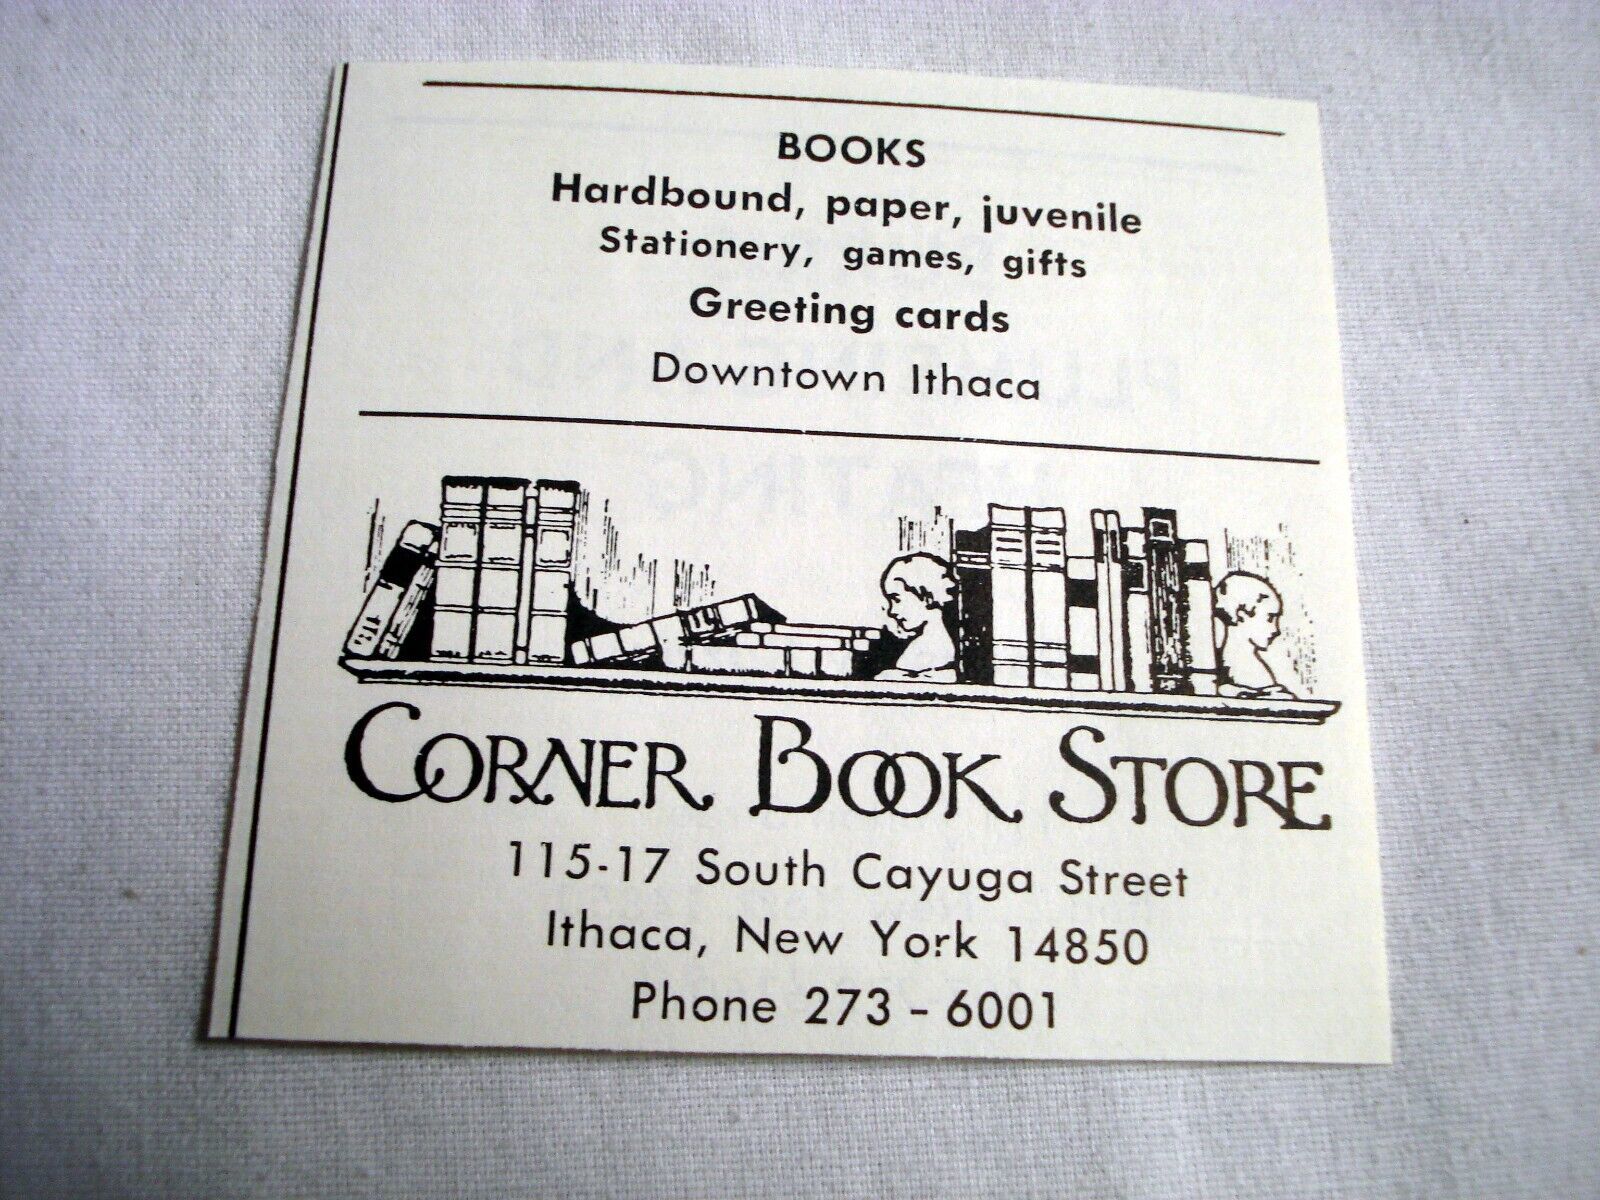 BOOKS
Hardbound, paper, juvenile
Stationery, games, gifts
Greeting cards
Downtown Ithaca
CORNER BOOK STORE
115-17 South Cayuga Street
Ithaca, New York 14850
Phone 273 - 6001